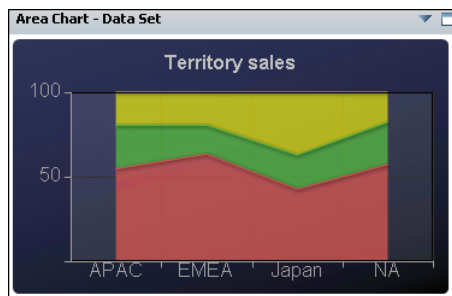 Area Chart - Data Set
Territory sales
100
50
APAC EMEA Japan NA